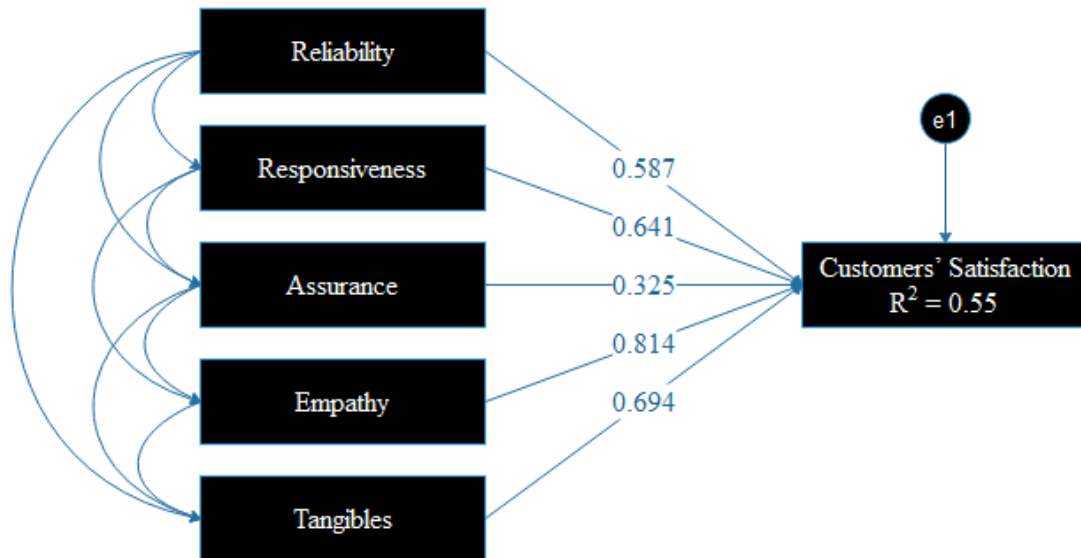 Reliability
Responsiveness
Assurance
Empathy
Tangibles
0.587
0.641
0.325
0.814
0.694
e1
Customers’ Satisfaction
R² = 0.55